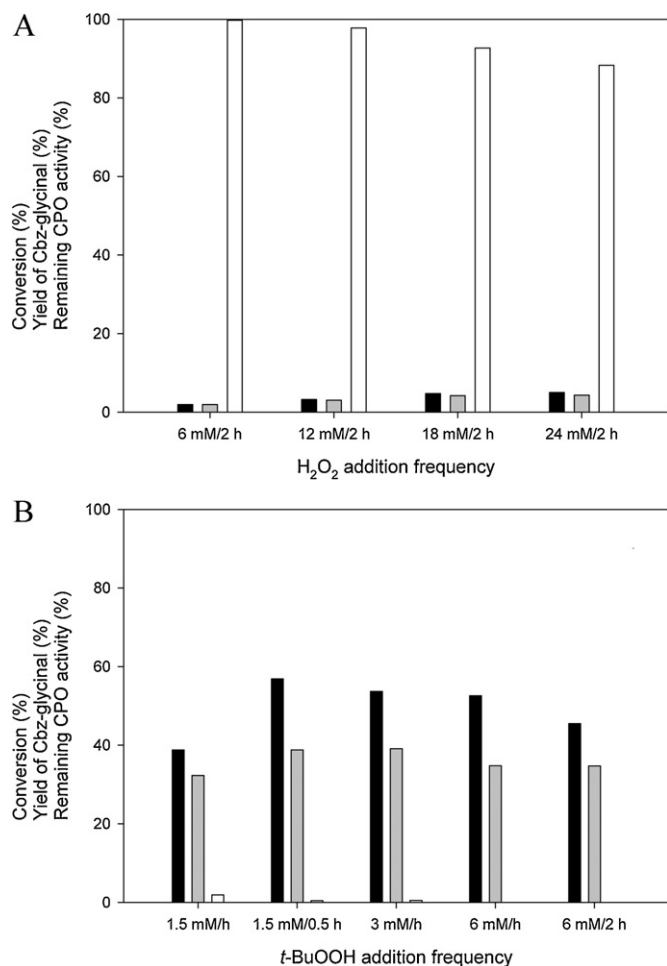 A
Conversion (%)
Yield of Cbz-glycinal (%)
Remaining CPO activity (%)
100
80
60
40
20
0
6 mM/2 h 12 mM/2 h 18 mM/2 h 24 mM/2 h
H₂O₂ addition frequency
B
Conversion (%)
Yield of Cbz-glycinal (%)
Remaining CPO activity (%)
100
80
60
40
20
0
1.5 mM/h 1.5 mM/0.5 h 3 mM/h 6 mM/h 6 mM/2 h
t-BuOOH addition frequency